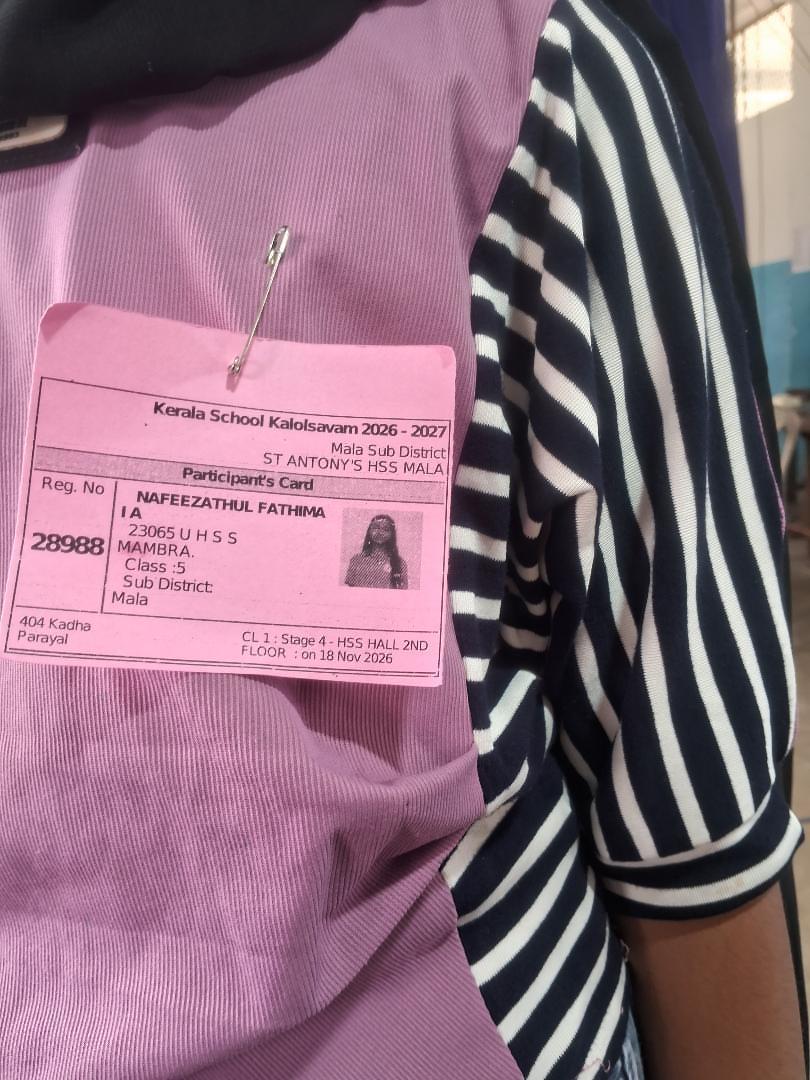 Kerala School Kalolsavam 2026 - 2027
Mala Sub District
ST ANTONY'S HSS MALA
Participant's Card
Reg. No
28988
NAFEEZATHUL FATHIMA
I A
23065 U H S S
MAMBRA.
Class :5
Sub District:
Mala
404 Kadha
Parayal
CL 1 : Stage 4 - HSS HALL 2ND
FLOOR : on 18 Nov 2026